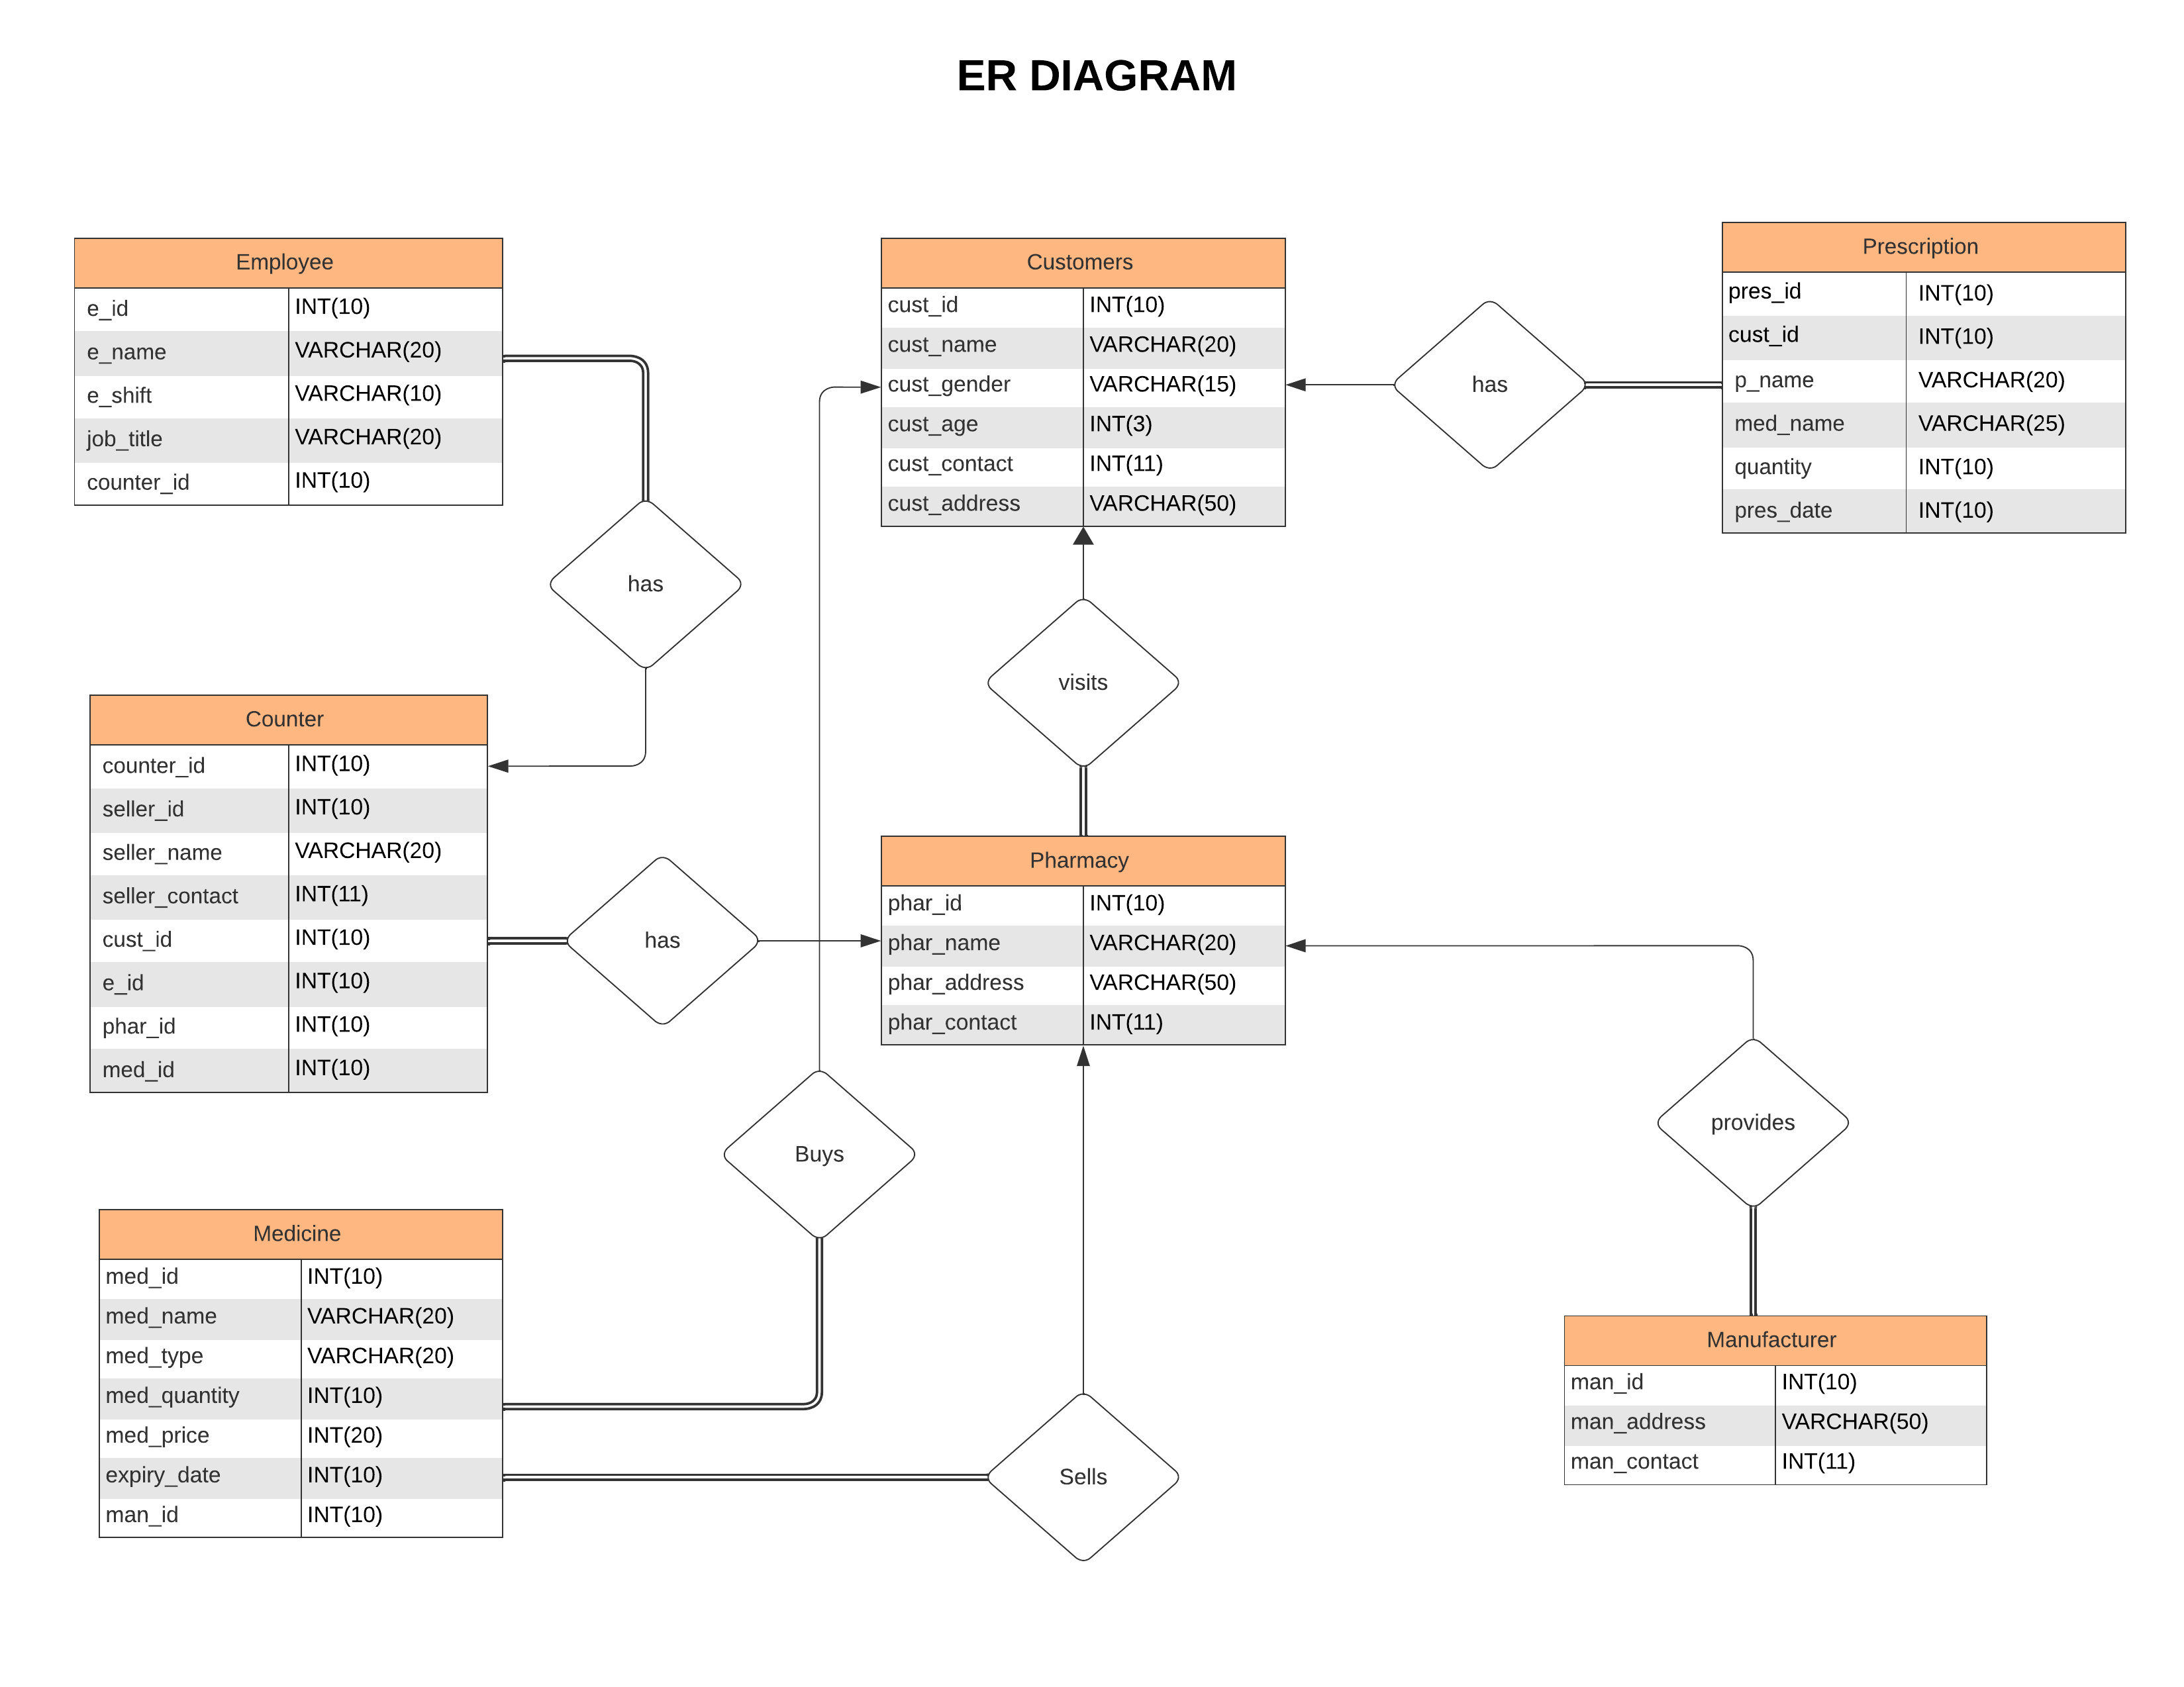 ER DIAGRAM
Employee
e_id INT(10)
e_name VARCHAR(20)
e_shift VARCHAR(10)
job_title VARCHAR(20)
counter_id INT(10)
Customers
cust_id INT(10)
cust_name VARCHAR(20)
cust_gender VARCHAR(15)
cust_age INT(3)
cust_contact INT(11)
cust_address VARCHAR(50)
has
Prescription
pres_id INT(10)
cust_id INT(10)
p_name VARCHAR(20)
med_name VARCHAR(25)
quantity INT(10)
pres_date INT(10)
has
visits
Counter
counter_id INT(10)
seller_id INT(10)
seller_name VARCHAR(20)
seller_contact INT(11)
cust_id INT(10)
e_id INT(10)
phar_id INT(10)
med_id INT(10)
has
Pharmacy
phar_id INT(10)
phar_name VARCHAR(20)
phar_address VARCHAR(50)
phar_contact INT(11)
Buys
provides
Medicine
med_id INT(10)
med_name VARCHAR(20)
med_type VARCHAR(20)
med_quantity INT(10)
med_price INT(20)
expiry_date INT(10)
man_id INT(10)
Sells
Manufacturer
man_id INT(10)
man_address VARCHAR(50)
man_contact INT(11)